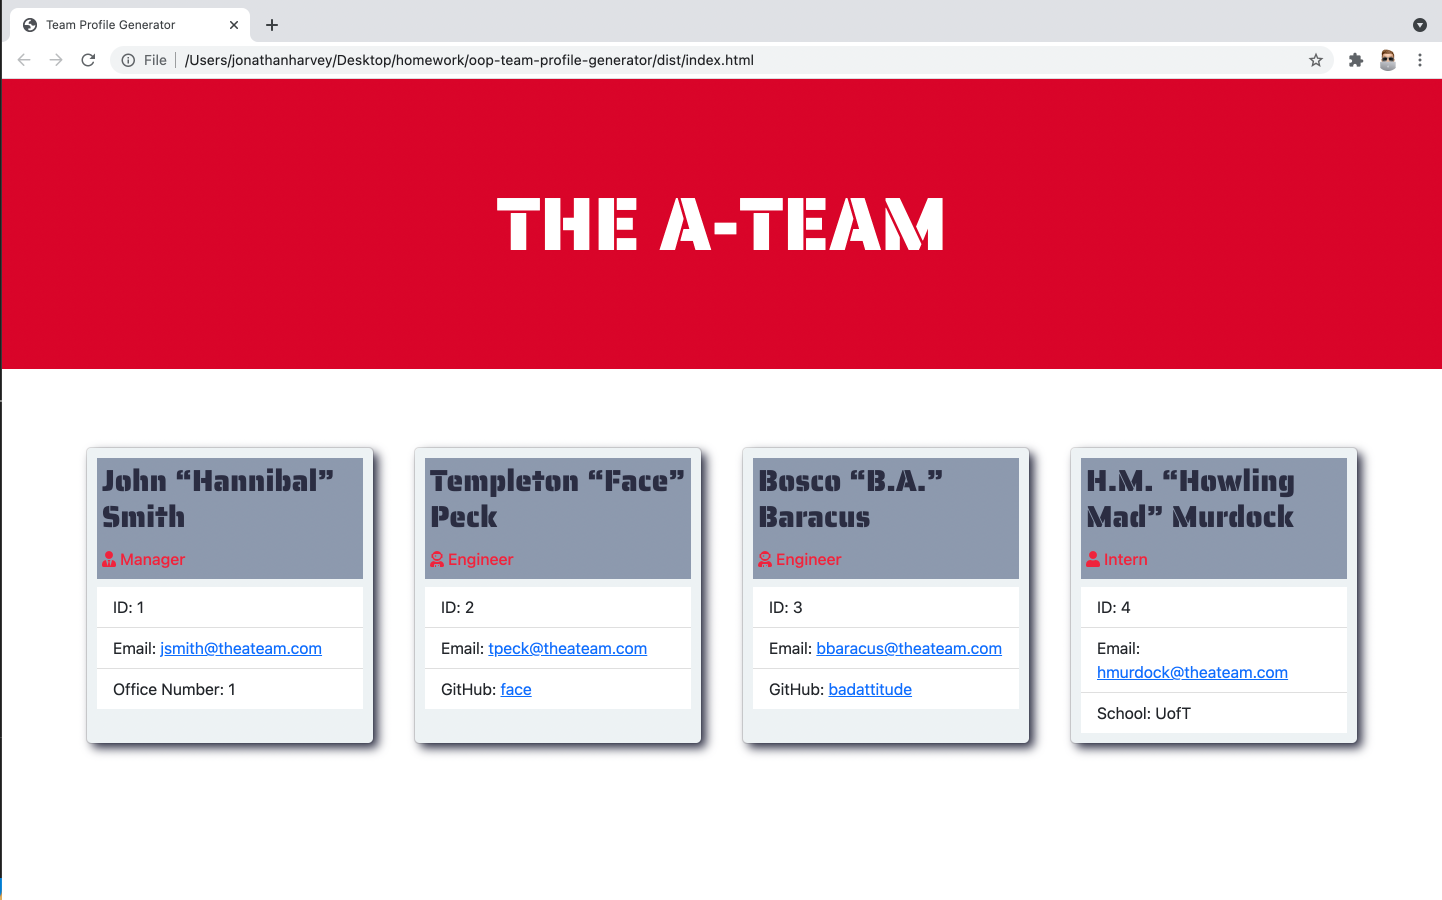 Team Profile Generator
File /Users/jonathanharvey/Desktop/homework/oop-team-profile-generator/dist/index.html
THE A-TEAM
John “Hannibal”
Smith
Manager
ID: 1
Email: jsmith@theateam.com
Office Number: 1
Templeton “Face”
Peck
Engineer
ID: 2
Email: tpeck@theateam.com
GitHub: face
Bosco “B.A.”
Baracus
Engineer
ID: 3
Email: bbaracus@theateam.com
GitHub: badattitude
H.M. “Howling
Mad” Murdock
Intern
ID: 4
Email:
hmurdock@theateam.com
School: UofT